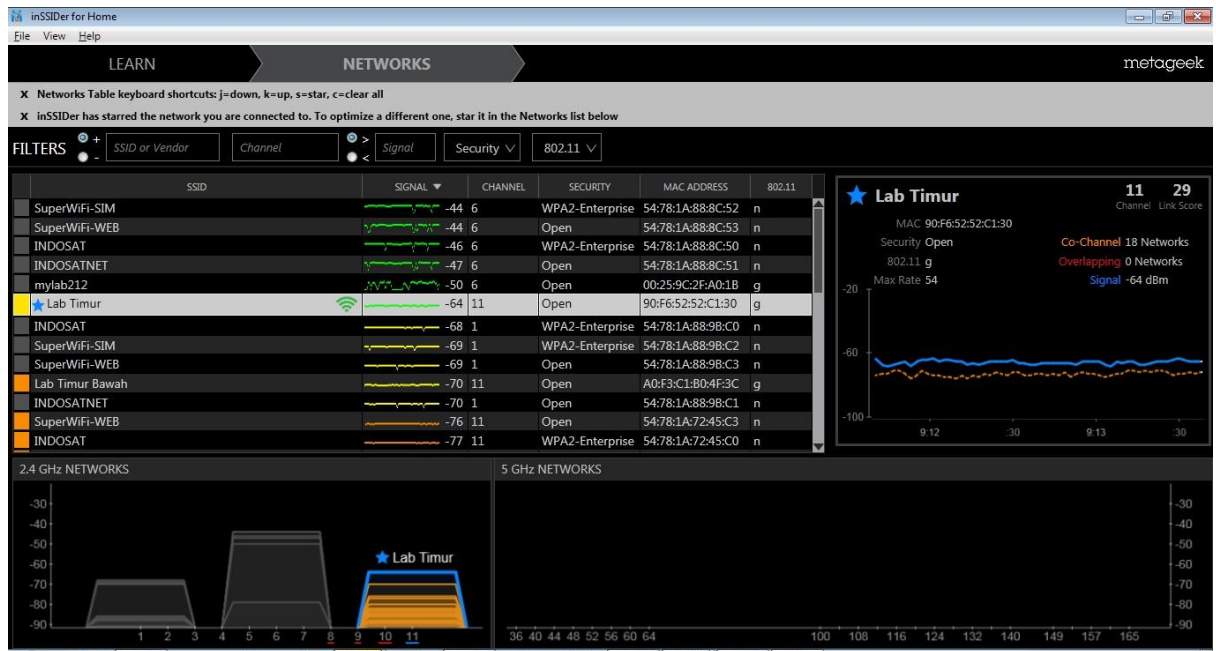 inSSIDer for Home
File View Help
LEARN NETWORKS metageek
x Networks Table keyboard shortcuts: j=down, k=up, s=star, c=clear all
x inSSIDer has starred the network you are connected to. To optimize a different one, star it in the Networks list below
FILTERS + - SSID or Vendor Channel > < Signal Security 802.11
SSID SIGNAL CHANNEL SECURITY MAC ADDRESS 802.11
SuperWiFi-SIM -44 6 WPA2-Enterprise 54:78:1A:88:8C:52 n
SuperWiFi-WEB -44 6 Open 54:78:1A:88:8C:53 n
INDOSAT -46 6 WPA2-Enterprise 54:78:1A:88:8C:50 n
INDOSATNET -47 6 Open 54:78:1A:88:8C:51 n
mylab212 -50 6 Open 00:25:9C:2F:A0:1B g
Lab Timur -64 11 Open 90:F6:52:52:C1:30 g
INDOSAT -68 1 WPA2-Enterprise 54:78:1A:88:9B:C0 n
SuperWiFi-SIM -69 1 WPA2-Enterprise 54:78:1A:88:9B:C2 n
SuperWiFi-WEB -69 1 Open 54:78:1A:88:9B:C3 n
Lab Timur Bawah -70 11 Open A0:F3:C1:B0:4F:3C g
INDOSATNET -70 1 Open 54:78:1A:88:9B:C1 n
SuperWiFi-WEB -76 11 Open 54:78:1A:72:45:C3 n
INDOSAT -77 11 WPA2-Enterprise 54:78:1A:72:45:C0 n
Lab Timur 11 29
Channel Link Score
MAC 90:F6:52:52:C1:30
Security Open Co-Channel 18 Networks
802.11 g Overlapping 0 Networks
Max Rate 54 Signal -64 dBm
-20
-60
-100
9:12 :30 9:13 :30
2.4 GHz NETWORKS 5 GHz NETWORKS
-30 -30
-40 -40
-50 -50
Lab Timur
-60 -60
-70 -70
-80 -80
-90 -90
1 2 3 4 5 6 7 8 9 10 11 36 40 44 48 52 56 60 64 100 108 116 124 132 140 149 157 165